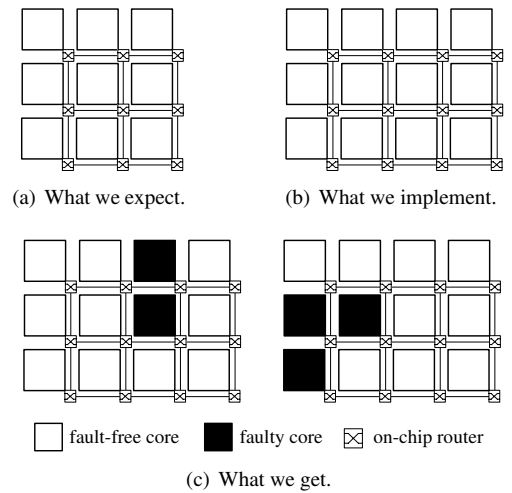 (a) What we expect.
(b) What we implement.
fault-free core
faulty core
on-chip router
(c) What we get.